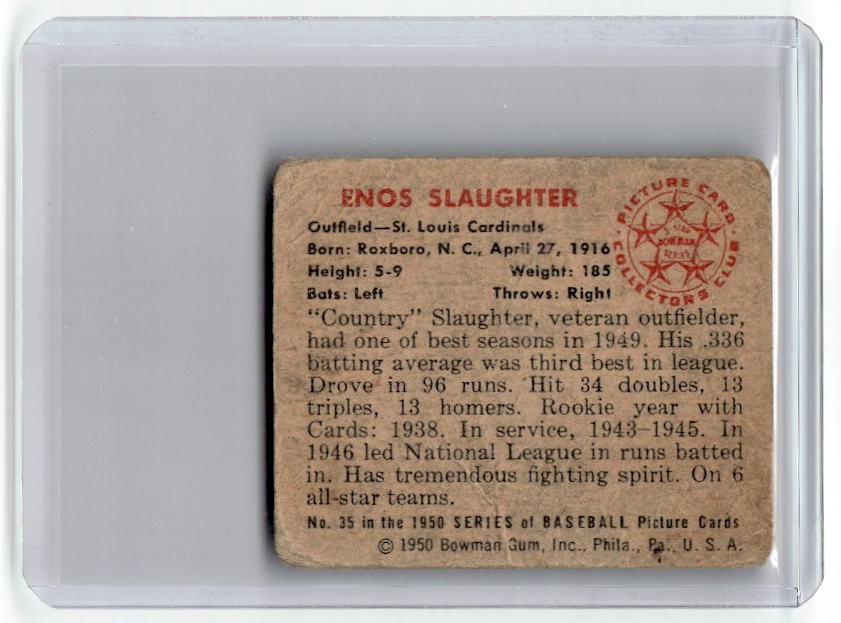 ENOS SLAUGHTER
Outfield—St. Louis Cardinals
Born: Roxboro, N. C., April 27, 1916
Height: 5-9 Weight: 185
Bats: Left Throws: Right
PICTURE CARD
COLLECTORS CLUB
5 STAR
BOWMAN
SERIES
"Country" Slaughter, veteran outfielder,
had one of best seasons in 1949. His .336
batting average was third best in league.
Drove in 96 runs. Hit 34 doubles, 13
triples, 13 homers. Rookie year with
Cards: 1938. In service, 1943–1945. In
1946 led National League in runs batted
in. Has tremendous fighting spirit. On 6
all-star teams.
No. 35 in the 1950 SERIES of BASEBALL Picture Cards
© 1950 Bowman Gum, Inc., Phila., Pa., U. S. A.